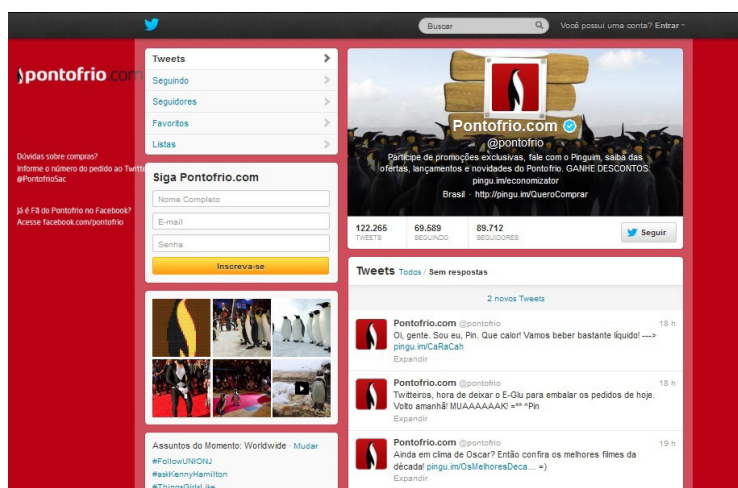 Buscar
Você possui uma conta? Entrar
pontofrio.com
Dúvidas sobre compras?
Informe o número do pedido ao Twitte
@PontofrioSac
Já é Fã do Pontofrio no Facebook?
Acesse facebook.com/pontofrio
Tweets
Seguindo
Seguidores
Favoritos
Listas
Siga Pontofrio.com
Nome Completo
E-mail
Senha
Inscreva-se
Assuntos do Momento: Worldwide · Mudar
#FollowUNIONJ
#askKennyHamilton
#ThingsGirlsLike
Pontofrio.com
@pontofrio
Participe de promoções exclusivas, fale com o Pinguim, saiba das
ofertas, lançamentos e novidades do Pontofrio. GANHE DESCONTOS:
pingu.im/economizator
Brasil · http://pingu.im/QueroComprar
122.265 69.589 89.712
TWEETS SEGUINDO SEGUIDORES
Seguir
Tweets Todos / Sem respostas
2 novos Tweets
Pontofrio.com @pontofrio 18 h
Oi, gente. Sou eu, Pin. Que calor! Vamos beber bastante líquido! ---->
pingu.im/CaRaCah
Expandir
Pontofrio.com @pontofrio 18 h
Twitteiros, hora de deixar o E-Glu para embalar os pedidos de hoje.
Volto amanhã! MUAAAAAAK! =** ^Pin
Expandir
Pontofrio.com @pontofrio 19 h
Ainda em clima de Oscar? Então confira os melhores filmes da
década! pingu.im/OsMelhoresDeca... =)
Expandir